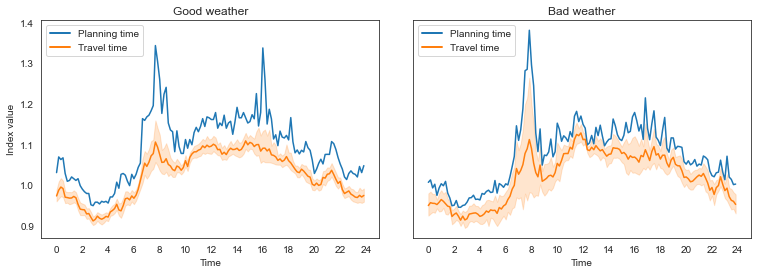 Good weather
Bad weather
Planning time
Travel time
Planning time
Travel time
Index value
1.4
1.3
1.2
1.1
1.0
0.9
0 2 4 6 8 10 12 14 16 18 20 22 24
0 2 4 6 8 10 12 14 16 18 20 22 24
Time
Time